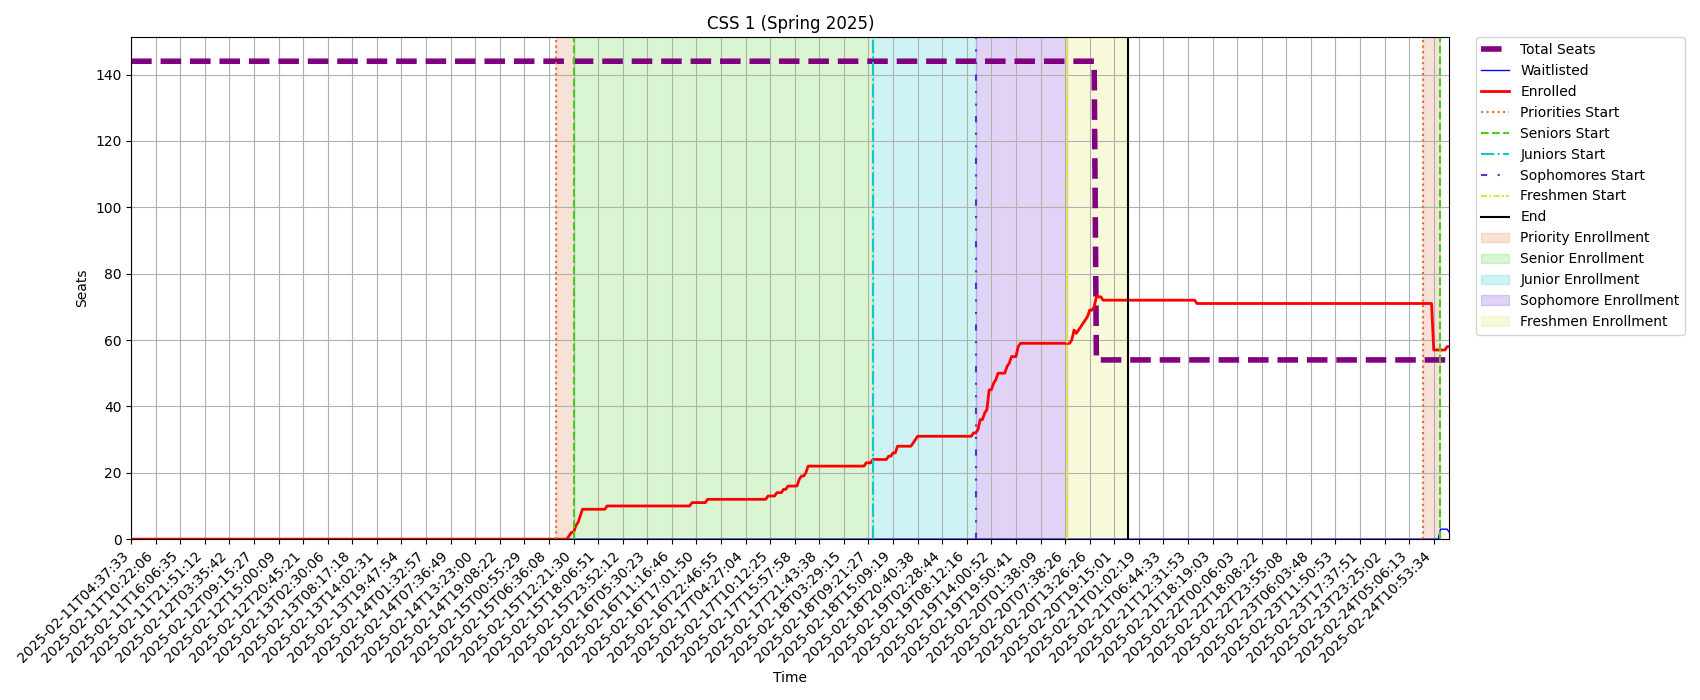 CSS 1 (Spring 2025)
Seats
140
120
100
80
60
40
20
0
2025-02-11T04:37:33
2025-02-11T10:22:06
2025-02-11T16:06:35
2025-02-11T21:51:12
2025-02-12T03:35:42
2025-02-12T09:15:27
2025-02-12T15:00:09
2025-02-12T20:45:21
2025-02-13T02:30:06
2025-02-13T08:17:18
2025-02-13T14:02:31
2025-02-13T19:47:54
2025-02-14T01:32:57
2025-02-14T07:36:49
2025-02-14T13:23:00
2025-02-14T19:08:22
2025-02-15T00:55:29
2025-02-15T06:36:08
2025-02-15T12:21:30
2025-02-15T18:06:51
2025-02-15T23:52:12
2025-02-16T05:30:23
2025-02-16T11:16:46
2025-02-16T17:01:50
2025-02-16T22:46:55
2025-02-17T04:27:04
2025-02-17T10:12:25
2025-02-17T15:57:58
2025-02-17T21:43:38
2025-02-18T03:29:15
2025-02-18T09:21:27
2025-02-18T15:09:19
2025-02-18T20:40:38
2025-02-19T02:28:44
2025-02-19T08:12:16
2025-02-19T14:00:52
2025-02-19T19:50:41
2025-02-20T01:38:09
2025-02-20T07:38:26
2025-02-20T13:26:26
2025-02-20T19:15:01
2025-02-21T01:02:19
2025-02-21T06:44:33
2025-02-21T12:31:53
2025-02-21T18:19:03
2025-02-22T00:06:03
2025-02-22T18:08:22
2025-02-22T23:55:08
2025-02-23T06:03:48
2025-02-23T11:50:53
2025-02-23T17:37:51
2025-02-23T23:25:02
2025-02-24T05:06:13
2025-02-24T10:53:34
Time
Total Seats
Waitlisted
Enrolled
Priorities Start
Seniors Start
Juniors Start
Sophomores Start
Freshmen Start
End
Priority Enrollment
Senior Enrollment
Junior Enrollment
Sophomore Enrollment
Freshmen Enrollment